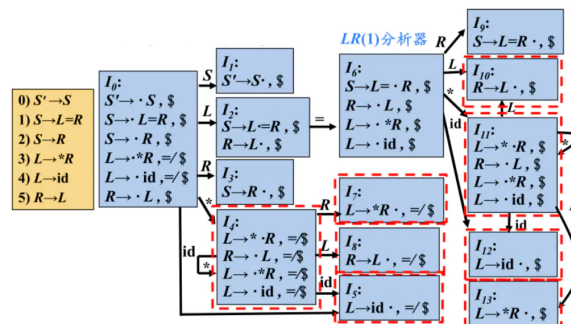 LR(1)分析器
0) S' →S
1) S→L=R
2) S→R
3) L→*R
4) L→id
5) R→L
I0:
S'→ · S , $
S→ · L=R , $
S→ · R , $
L→ ·*R , =/$
L→ · id ,=/$
R→ · L , $
S
L
R
*
id
I1:
S'→S· , $
I2:
S→L ·=R , $
R→L · , $
=
I3:
S→R · , $
I4:
L→* ·R , =/$
R→ · L , =/$
L→ ·*R , =/$
L→ · id , =/$
*
R
L
id
I6:
S→L= · R , $
R→ · L , $
L→ · *R , $
L→ · id , $
R
L
*
id
I7:
L→*R · , =/$
I8:
R→L · , =/$
I5:
L→id · , =/$
I9:
S→L=R · , $
I10:
R→L · , $
L
I11:
L→* · R , $
R→ · L , $
L→ ·*R , $
L→ · id , $
*
id
I12:
L→id · , $
I13:
L→*R · , $